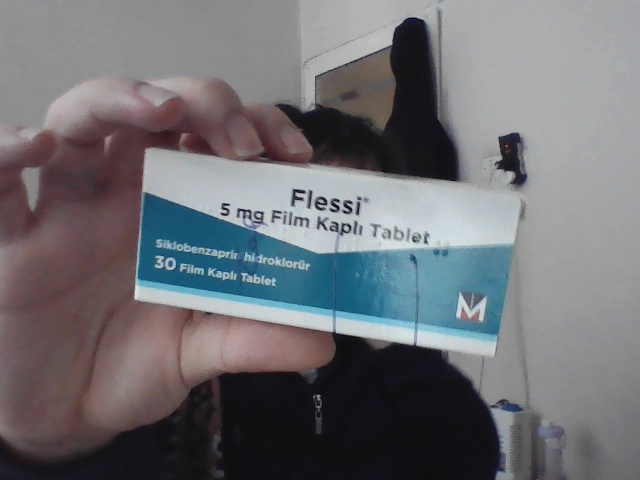 Flessi®
5 mg Film Kaplı Tablet
Siklobenzaprin hidroklorür
30 Film Kaplı Tablet
M